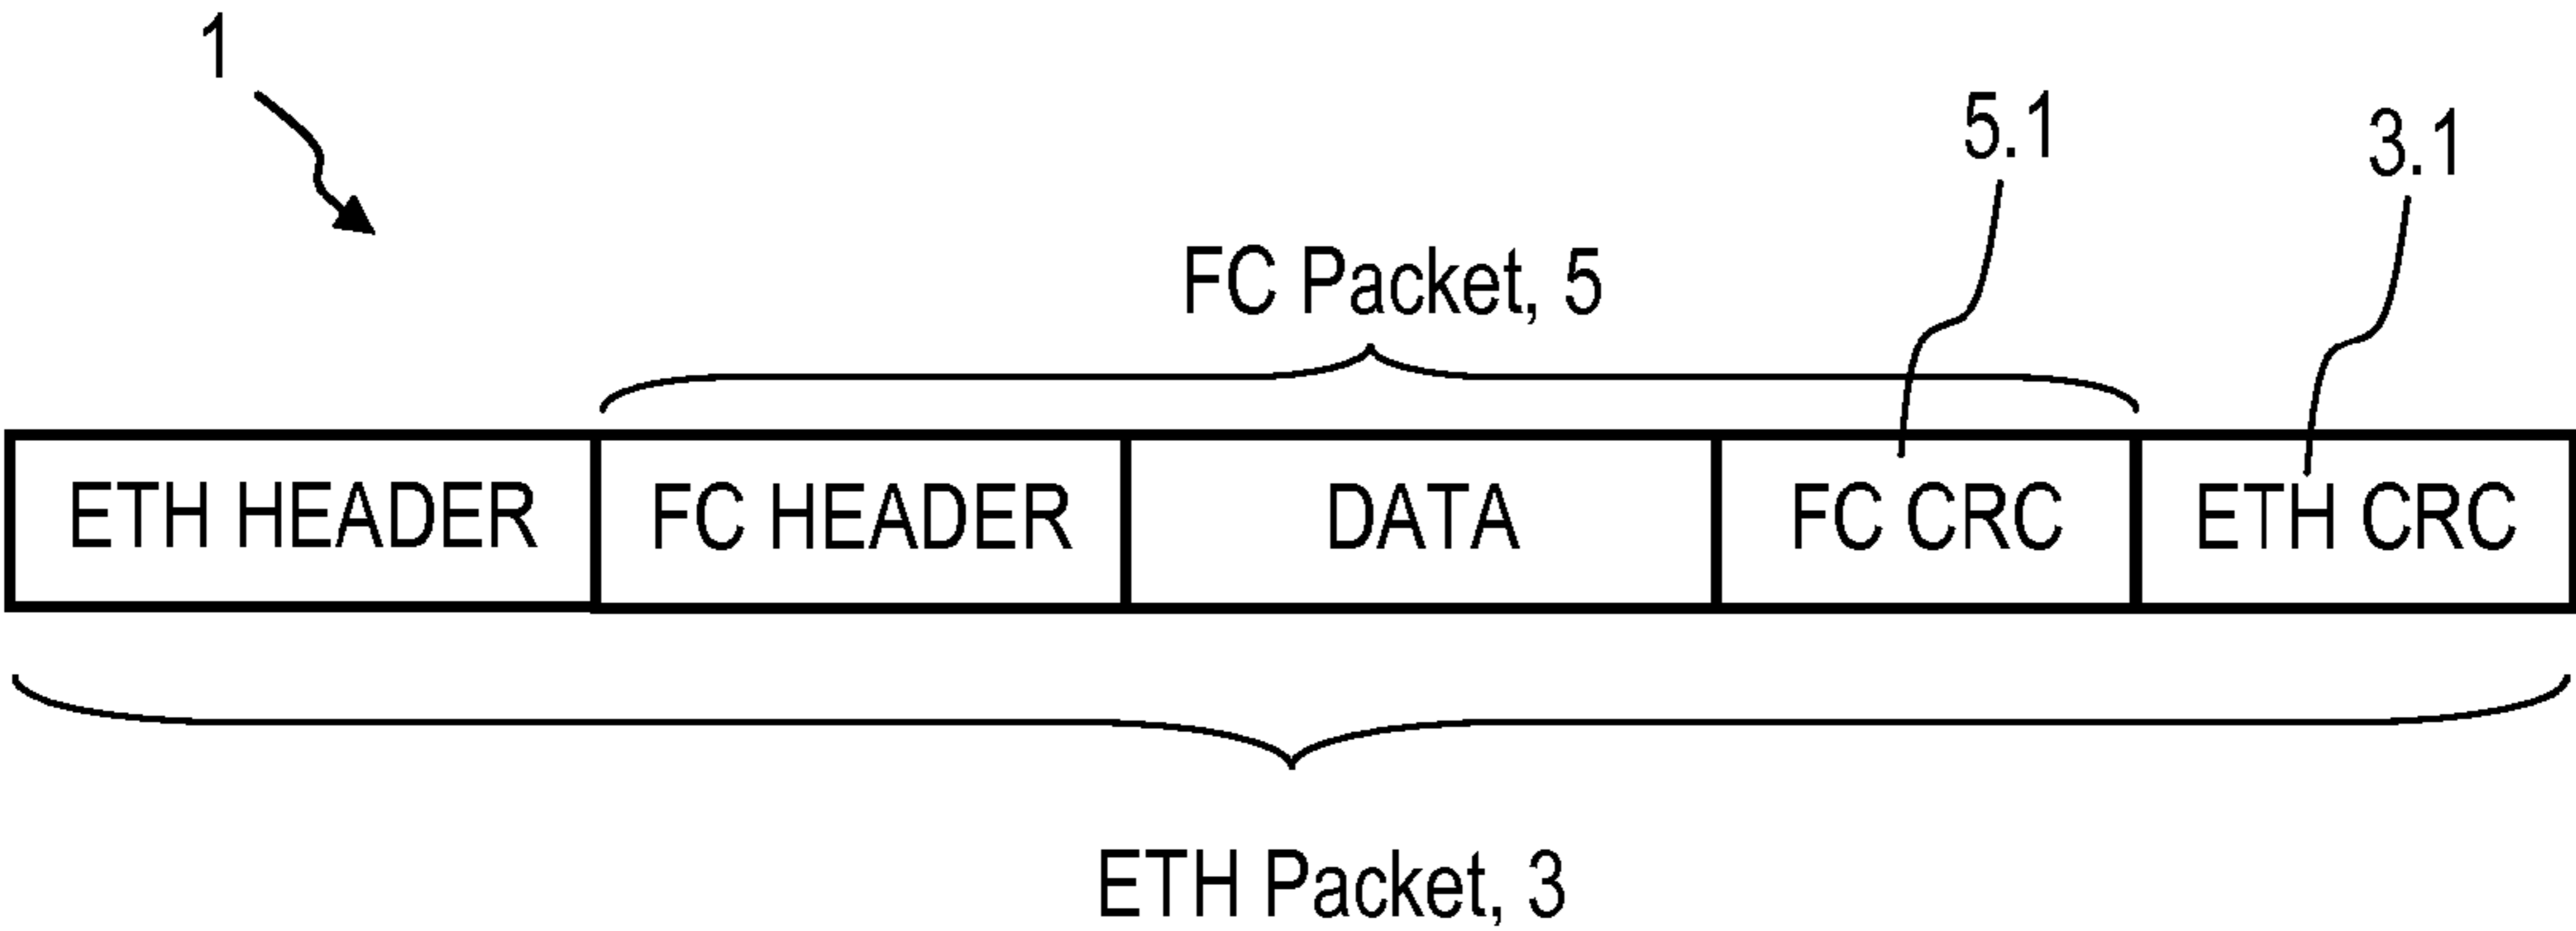 1
5.1
3.1
FC Packet, 5
ETH HEADER FC HEADER DATA FC CRC ETH CRC
ETH Packet, 3